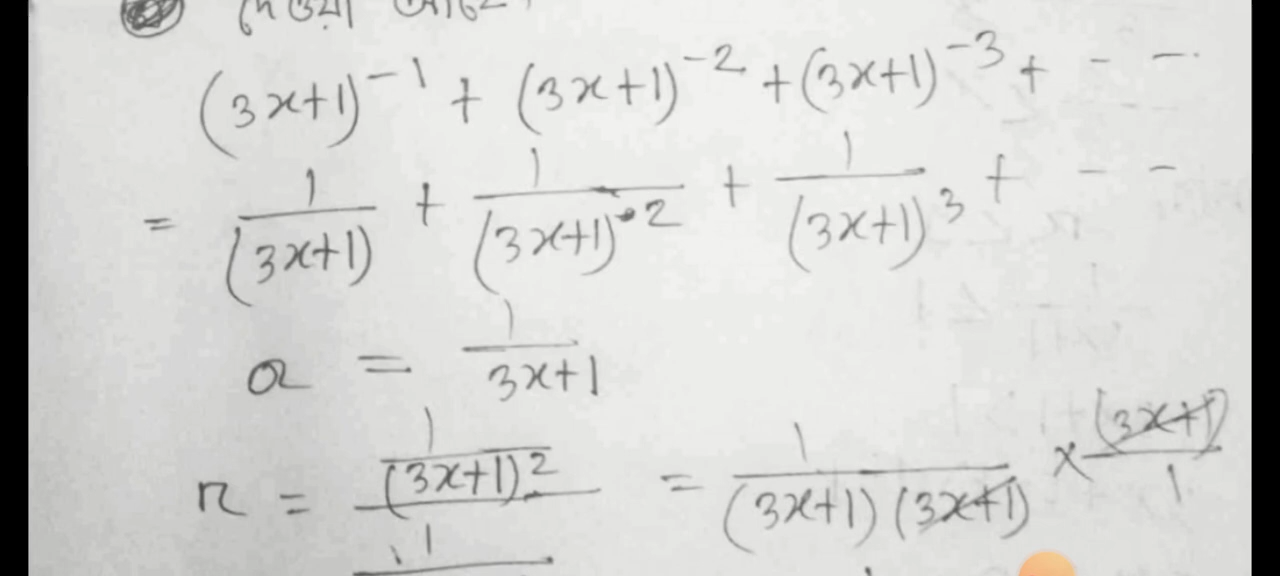 (3x+1)^-1 + (3x+1)^-2 + (3x+1)^-3 + - -
= 1/(3x+1) + 1/(3x+1)^2 + 1/(3x+1)^3 + - -
a = 1/3x+1
r = 1/(3x+1)^2 / 1 = 1/(3x+1)(3x+1) × (3x+1)/1